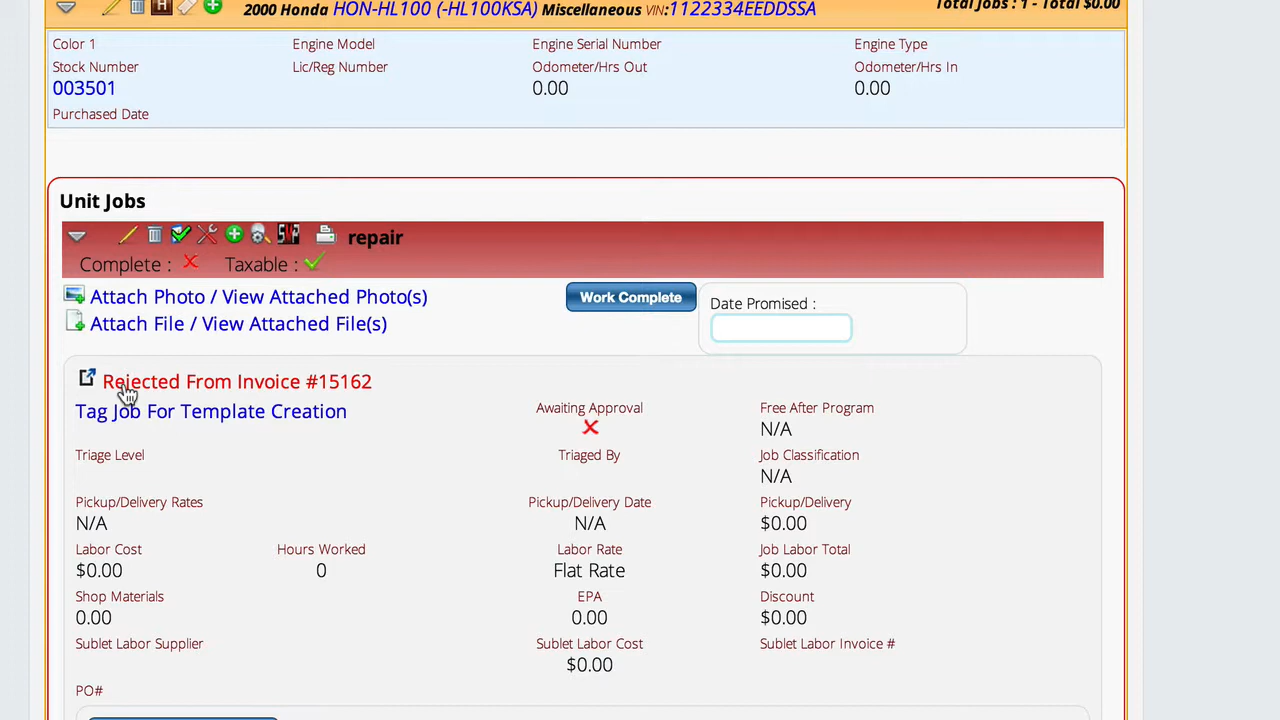 H 2000 Honda HON-HL100 (-HL100KSA) Miscellaneous VIN:1122334EEDDSSA Total Jobs : 1 - Total $0.00
Color 1 Engine Model Engine Serial Number Engine Type
Stock Number Lic/Reg Number Odometer/Hrs Out Odometer/Hrs In
003501 0.00 0.00
Purchased Date
Unit Jobs
repair
Complete : Taxable :
Attach Photo / View Attached Photo(s) Work Complete Date Promised :
Attach File / View Attached File(s)
Rejected From Invoice #15162
Tag Job For Template Creation Awaiting Approval Free After Program
N/A
Triage Level Triaged By Job Classification
N/A
Pickup/Delivery Rates Pickup/Delivery Date Pickup/Delivery
N/A N/A $0.00
Labor Cost Hours Worked Labor Rate Job Labor Total
$0.00 0 Flat Rate $0.00
Shop Materials EPA Discount
0.00 0.00 $0.00
Sublet Labor Supplier Sublet Labor Cost Sublet Labor Invoice #
$0.00
PO#